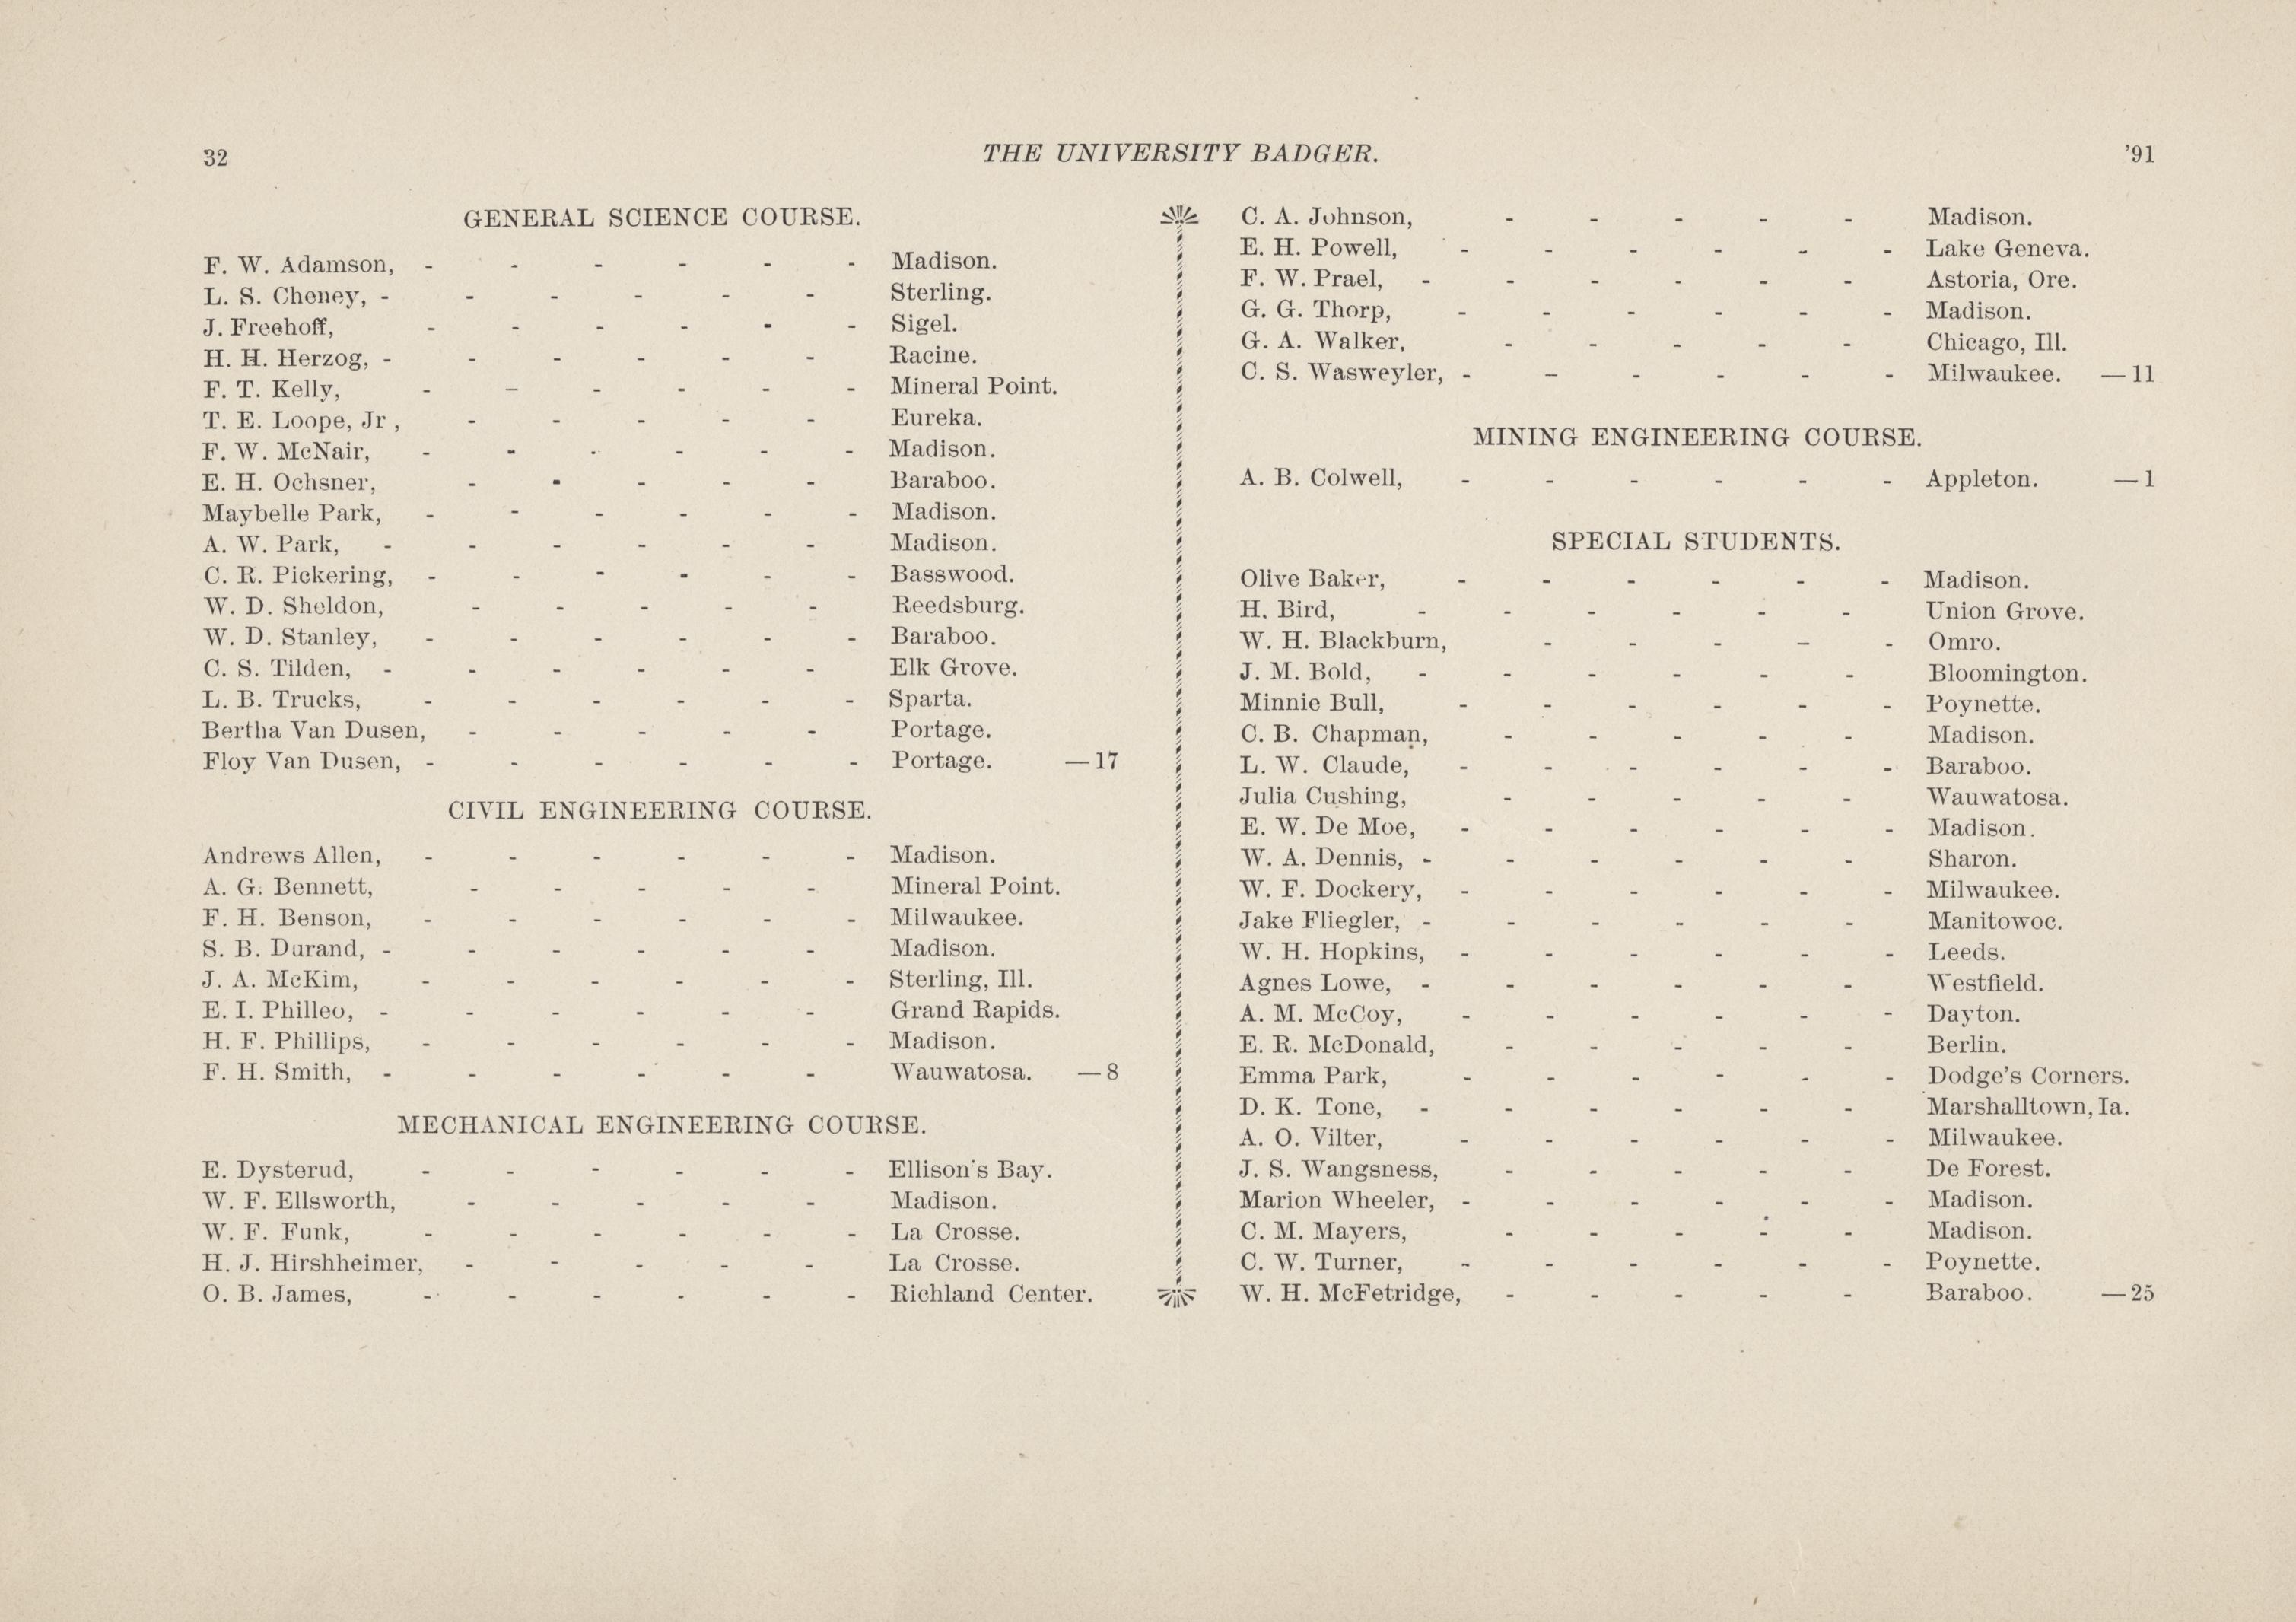 32
THE UNIVERSITY BADGER.
'91
GENERAL SCIENCE COURSE.
F. W. Adamson, - - - - - - Madison.
L. S. Cheney, - - - - - - Sterling.
J. Freehoff, - - - - - - Sigel.
H. H. Herzog, - - - - - - Racine.
F. T. Kelly, - - - - - - Mineral Point.
T. E. Loope, Jr , - - - - - Eureka.
F. W. McNair, - - - - - - Madison.
E. H. Ochsner, - - - - - Baraboo.
Maybelle Park, - - - - - - Madison.
A. W. Park, - - - - - - Madison.
C. R. Pickering, - - - - - - Basswood.
W. D. Sheldon, - - - - - Reedsburg.
W. D. Stanley, - - - - - - Baraboo.
C. S. Tilden, - - - - - - Elk Grove.
L. B. Trucks, - - - - - - Sparta.
Bertha Van Dusen, - - - - - Portage.
Floy Van Dusen, - - - - - - Portage. —17
CIVIL ENGINEERING COURSE.
Andrews Allen, - - - - - - Madison.
A. G. Bennett, - - - - - Mineral Point.
F. H. Benson, - - - - - - Milwaukee.
S. B. Durand, - - - - - - Madison.
J. A. McKim, - - - - - - Sterling, Ill.
E. I. Philleo, - - - - - - Grand Rapids.
H. F. Phillips, - - - - - - Madison.
F. H. Smith, - - - - - - Wauwatosa. —8
MECHANICAL ENGINEERING COURSE.
E. Dysterud, - - - - - - Ellison's Bay.
W. F. Ellsworth, - - - - - Madison.
W. F. Funk, - - - - - - La Crosse.
H. J. Hirshheimer, - - - - - La Crosse.
O. B. James, - - - - - - Richland Center.
C. A. Johnson, - - - - - Madison.
E. H. Powell, - - - - - - Lake Geneva.
F. W. Prael, - - - - - - Astoria, Ore.
G. G. Thorp, - - - - - - Madison.
G. A. Walker, - - - - - Chicago, Ill.
C. S. Wasweyler, - - - - - - Milwaukee. —11
MINING ENGINEERING COURSE.
A. B. Colwell, - - - - - - Appleton. —1
SPECIAL STUDENTS.
Olive Baker, - - - - - - Madison.
H. Bird, - - - - - - Union Grove.
W. H. Blackburn, - - - - - Omro.
J. M. Bold, - - - - - - Bloomington.
Minnie Bull, - - - - - - Poynette.
C. B. Chapman, - - - - - Madison.
L. W. Claude, - - - - - - Baraboo.
Julia Cushing, - - - - - Wauwatosa.
E. W. De Moe, - - - - - - Madison.
W. A. Dennis, - - - - - - Sharon.
W. F. Dockery, - - - - - - Milwaukee.
Jake Fliegler, - - - - - - Manitowoc.
W. H. Hopkins, - - - - - - Leeds.
Agnes Lowe, - - - - - - Westfield.
A. M. McCoy, - - - - - - Dayton.
E. R. McDonald, - - - - - Berlin.
Emma Park, - - - - - - Dodge's Corners.
D. K. Tone, - - - - - - Marshalltown, Ia.
A. O. Vilter, - - - - - - Milwaukee.
J. S. Wangsness, - - - - - De Forest.
Marion Wheeler, - - - - - - Madison.
C. M. Mayers, - - - - - Madison.
C. W. Turner, - - - - - - Poynette.
W. H. McFetridge, - - - - - Baraboo. —25